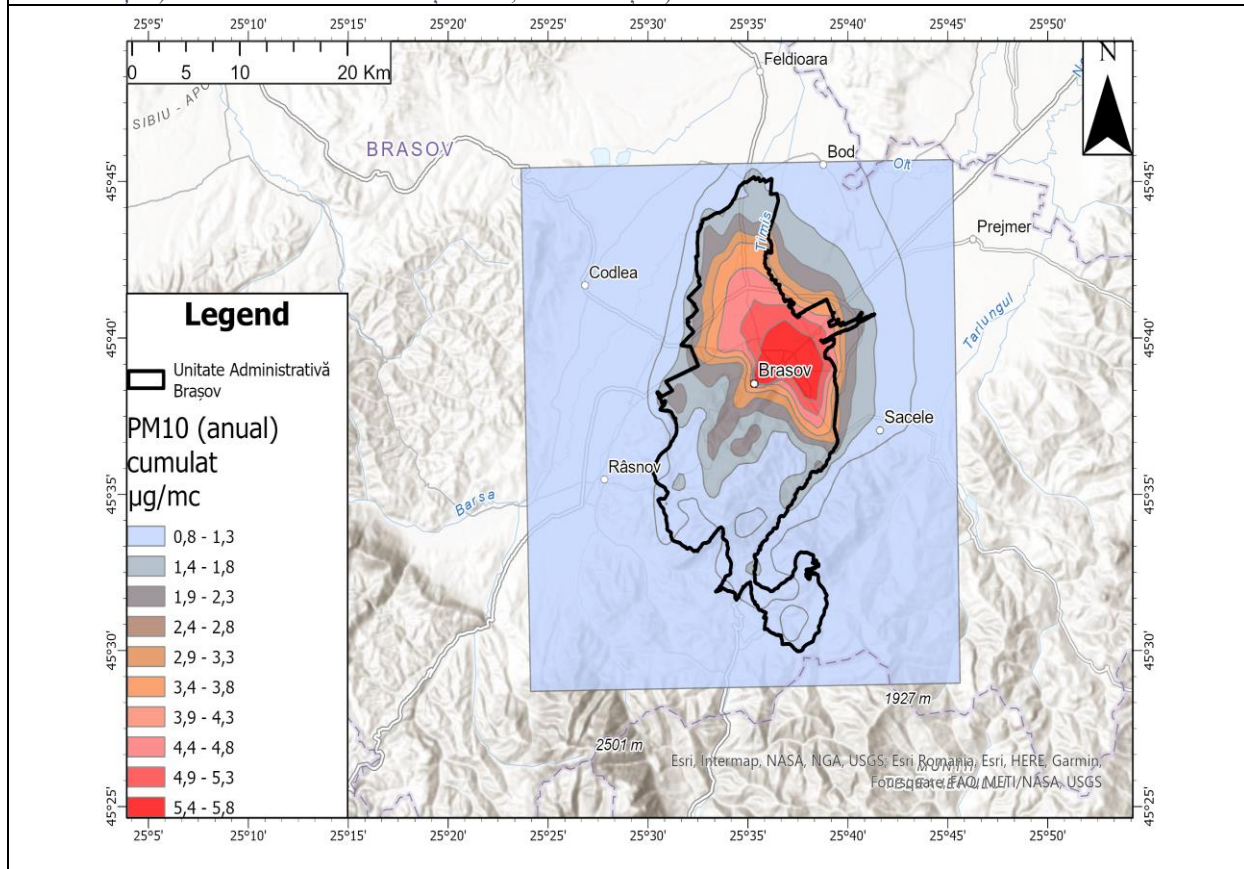 25°5' 25°10' 25°15' 25°20' 25°25' 25°30' 25°35' 25°40' 25°45' 25°50'
0 5 10 20 Km
N
Feldioara
SIBIU - APO
BRASOV
Bod
Olt
45°45' 45°45'
Prejmer
Timis
Codlea
Tarlungul
Legend
Unitate Administrativă
Brașov
45°40' 45°40'
Brasov
PM10 (anual)
cumulat
µg/mc
Sacele
Râsnov
45°35' 45°35'
Barsa
0,8 - 1,3
1,4 - 1,8
1,9 - 2,3
2,4 - 2,8
2,9 - 3,3
3,4 - 3,8
3,9 - 4,3
4,4 - 4,8
4,9 - 5,3
5,4 - 5,8
45°30' 45°30'
1927 m
2501 m
Esri, Intermap, NASA, NGA, USGS; Esri Romania, Esri, HERE, Garmin,
Foursquare, FAO, METI/NASA, USGS
45°25' 45°25'
25°5' 25°10' 25°15' 25°20' 25°25' 25°30' 25°35' 25°40' 25°45' 25°50'